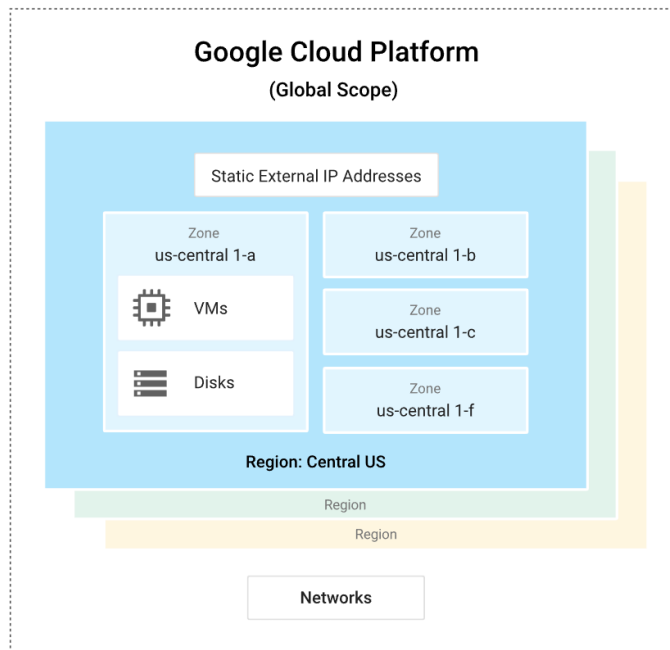 Google Cloud Platform
(Global Scope)
Static External IP Addresses
Zone
us-central 1-a
VMs
Disks
Zone
us-central 1-b
Zone
us-central 1-c
Zone
us-central 1-f
Region: Central US
Region
Region
Networks